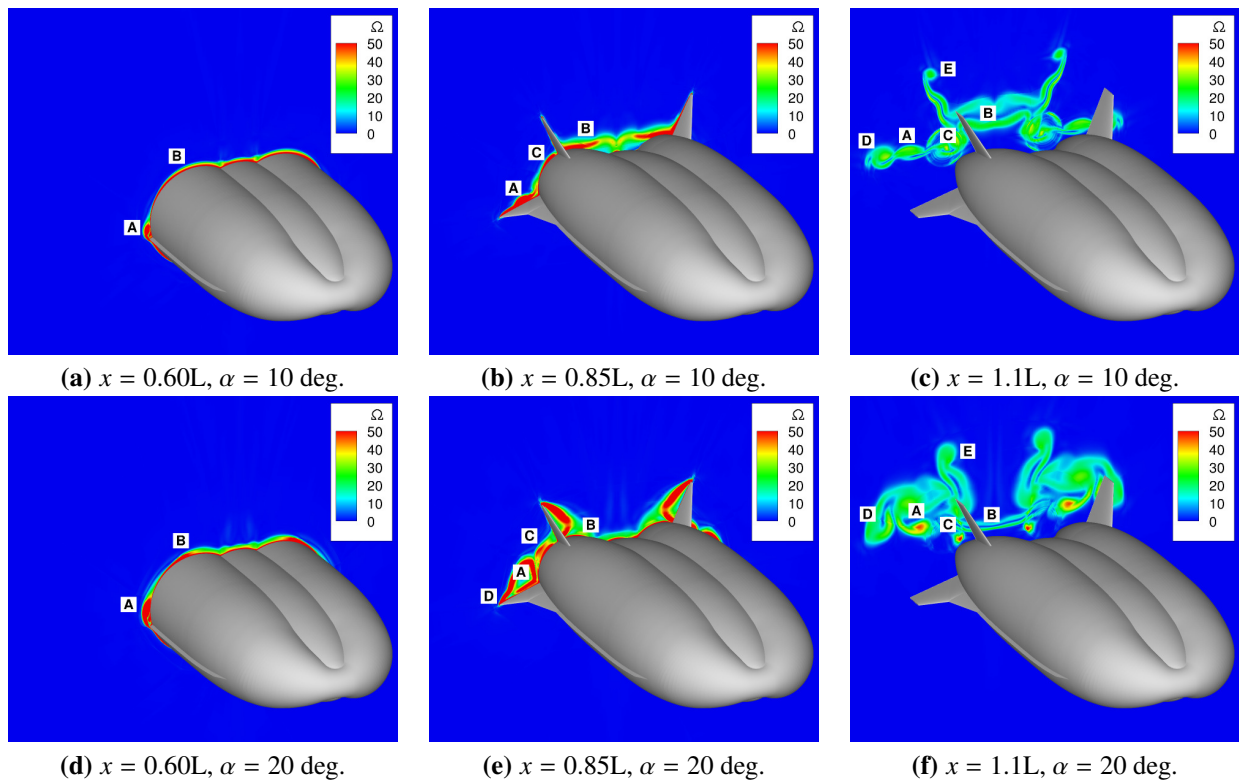 Ω
50
40
30
20
10
0
B
A
(a) x = 0.60L, α = 10 deg.
Ω
50
40
30
20
10
0
B
C
A
(b) x = 0.85L, α = 10 deg.
Ω
50
40
30
20
10
0
E
B
A
C
D
(c) x = 1.1L, α = 10 deg.
Ω
50
40
30
20
10
0
B
A
(d) x = 0.60L, α = 20 deg.
Ω
50
40
30
20
10
0
B
C
A
D
(e) x = 0.85L, α = 20 deg.
Ω
50
40
30
20
10
0
E
D
A
B
C
(f) x = 1.1L, α = 20 deg.